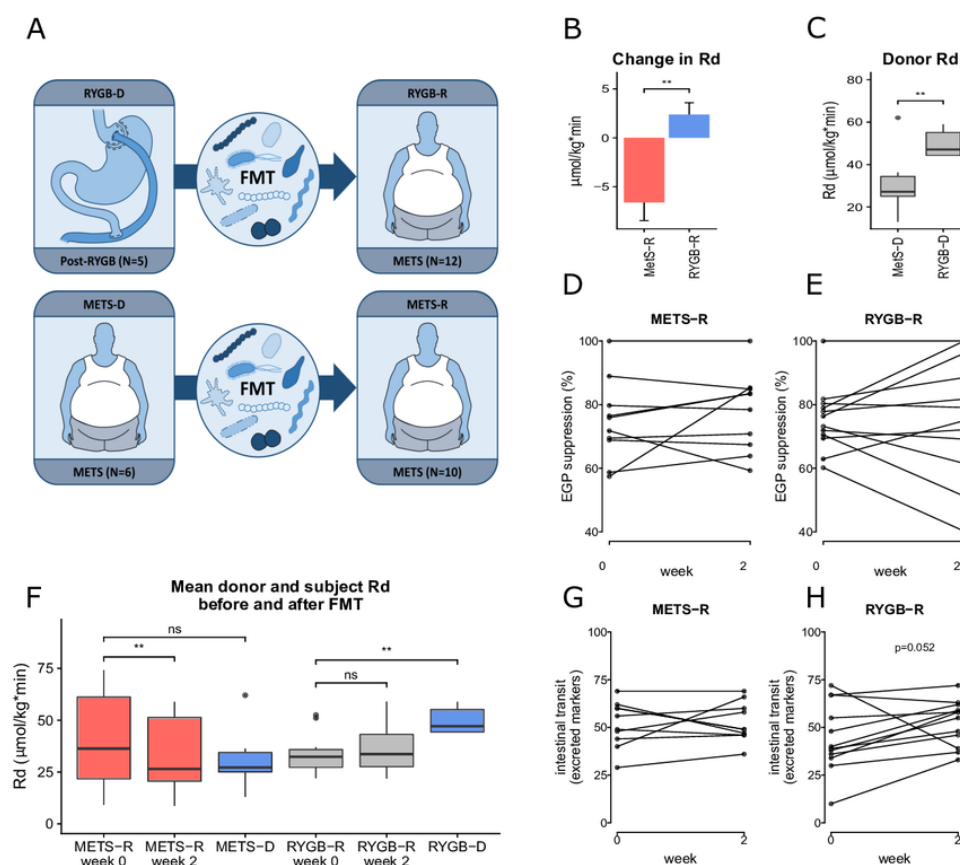 A
RYGB-D
Post-RYGB (N=5)
FMT
RYGB-R
METS (N=12)
METS-D
METS (N=6)
FMT
METS-R
METS (N=10)
B
Change in Rd
µmol/kg*min
5
0
−5
**
MetS-R
RYGB-R
C
Donor Rd
Rd (µmol/kg*min)
80
60
40
20
**
MetS-D
RYGB-D
D
METS−R
EGP suppression (%)
100
80
60
40
0
2
week
E
RYGB−R
EGP suppression (%)
100
80
60
40
0
2
week
F
Mean donor and subject Rd
before and after FMT
Rd (µmol/kg*min)
75
50
25
0
ns
**
**
ns
METS−R
week 0
METS−R
week 2
METS−D
RYGB−R
week 0
RYGB−R
week 2
RYGB−D
G
METS−R
intestinal transit
(excreted markers)
100
75
50
25
0
0
2
week
H
RYGB−R
p=0.052
intestinal transit
(excreted markers)
100
75
50
25
0
0
2
week